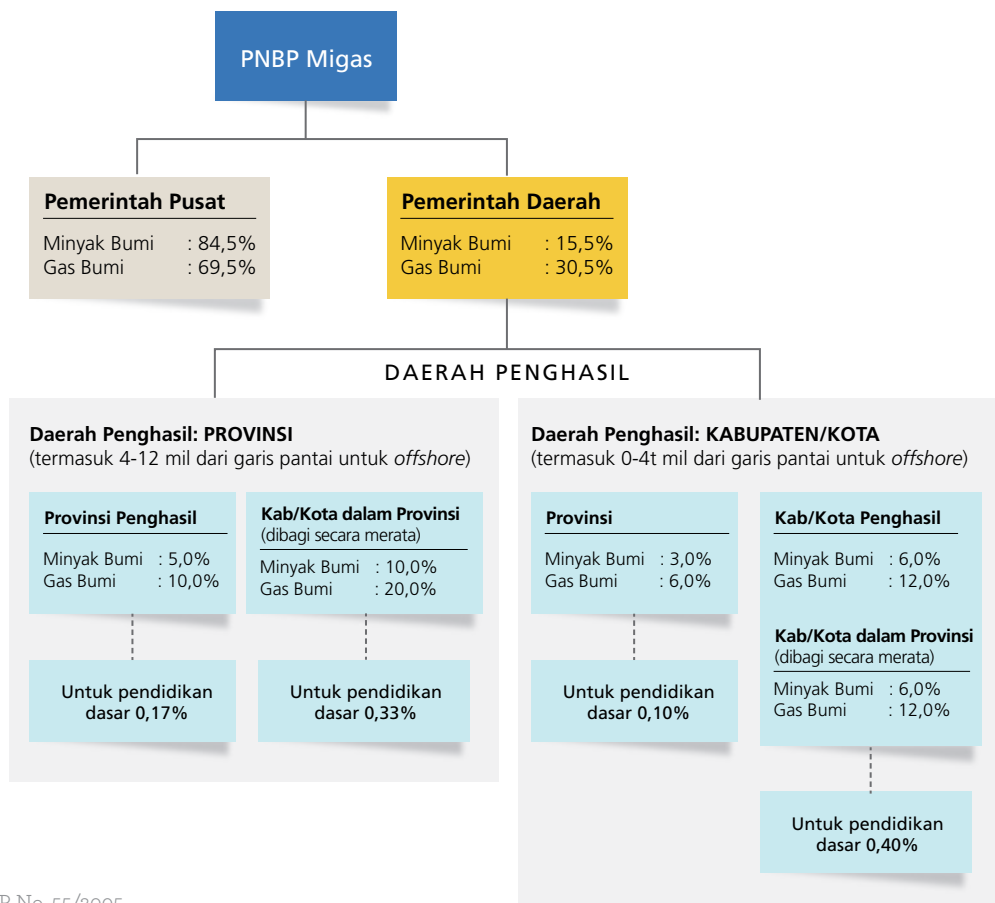 PNBP Migas
Pemerintah Pusat
Minyak Bumi : 84,5%
Gas Bumi : 69,5%
Pemerintah Daerah
Minyak Bumi : 15,5%
Gas Bumi : 30,5%
DAERAH PENGHASIL
Daerah Penghasil: PROVINSI
(termasuk 4-12 mil dari garis pantai untuk offshore)
Provinsi Penghasil
Minyak Bumi : 5,0%
Gas Bumi : 10,0%
Untuk pendidikan
dasar 0,17%
Kab/Kota dalam Provinsi
(dibagi secara merata)
Minyak Bumi : 10,0%
Gas Bumi : 20,0%
Untuk pendidikan
dasar 0,33%
Daerah Penghasil: KABUPATEN/KOTA
(termasuk 0-4t mil dari garis pantai untuk offshore)
Provinsi
Minyak Bumi : 3,0%
Gas Bumi : 6,0%
Untuk pendidikan
dasar 0,10%
Kab/Kota Penghasil
Minyak Bumi : 6,0%
Gas Bumi : 12,0%
Kab/Kota dalam Provinsi
(dibagi secara merata)
Minyak Bumi : 6,0%
Gas Bumi : 12,0%
Untuk pendidikan
dasar 0,40%